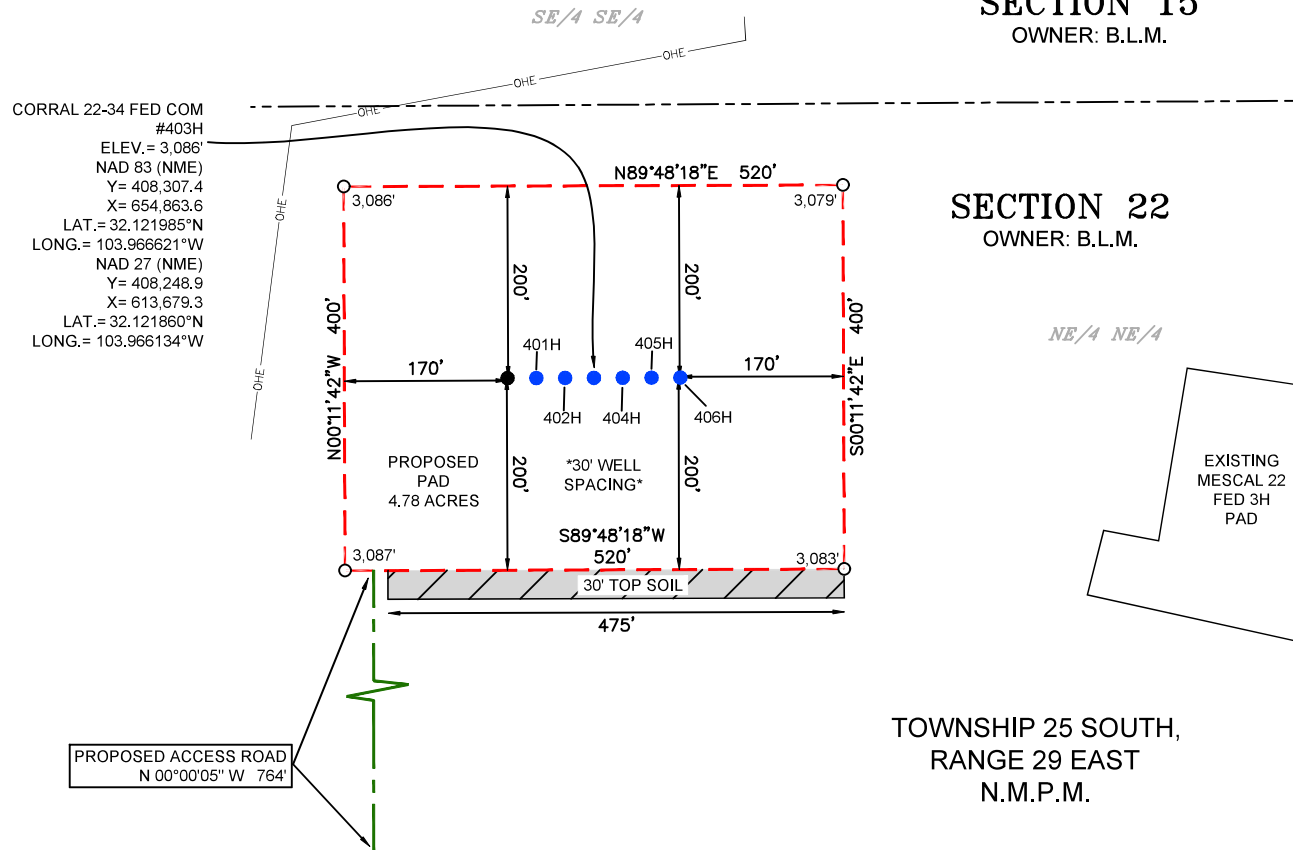 SE/4 SE/4
SECTION 15
OWNER: B.L.M.
OHE
OHE
OHE
OHE
OHE
CORRAL 22-34 FED COM
#403H
ELEV.= 3,086'
NAD 83 (NME)
Y= 408,307.4
X= 654,863.6
LAT.= 32.121985°N
LONG.= 103.966621°W
NAD 27 (NME)
Y= 408,248.9
X= 613,679.3
LAT.= 32.121860°N
LONG.= 103.966134°W
N89°48'18"E 520'
3,086'
3,079'
SECTION 22
OWNER: B.L.M.
NE/4 NE/4
200'
200'
N00°11'42"W 400'
S00°11'42"E 400'
170'
170'
401H
405H
402H
404H
406H
PROPOSED
PAD
4.78 ACRES
200'
*30' WELL
SPACING*
200'
S89°48'18"W
520'
3,087'
3,083'
30' TOP SOIL
475'
EXISTING
MESCAL 22
FED 3H
PAD
PROPOSED ACCESS ROAD
N 00°00'05" W 764'
TOWNSHIP 25 SOUTH,
RANGE 29 EAST
N.M.P.M.